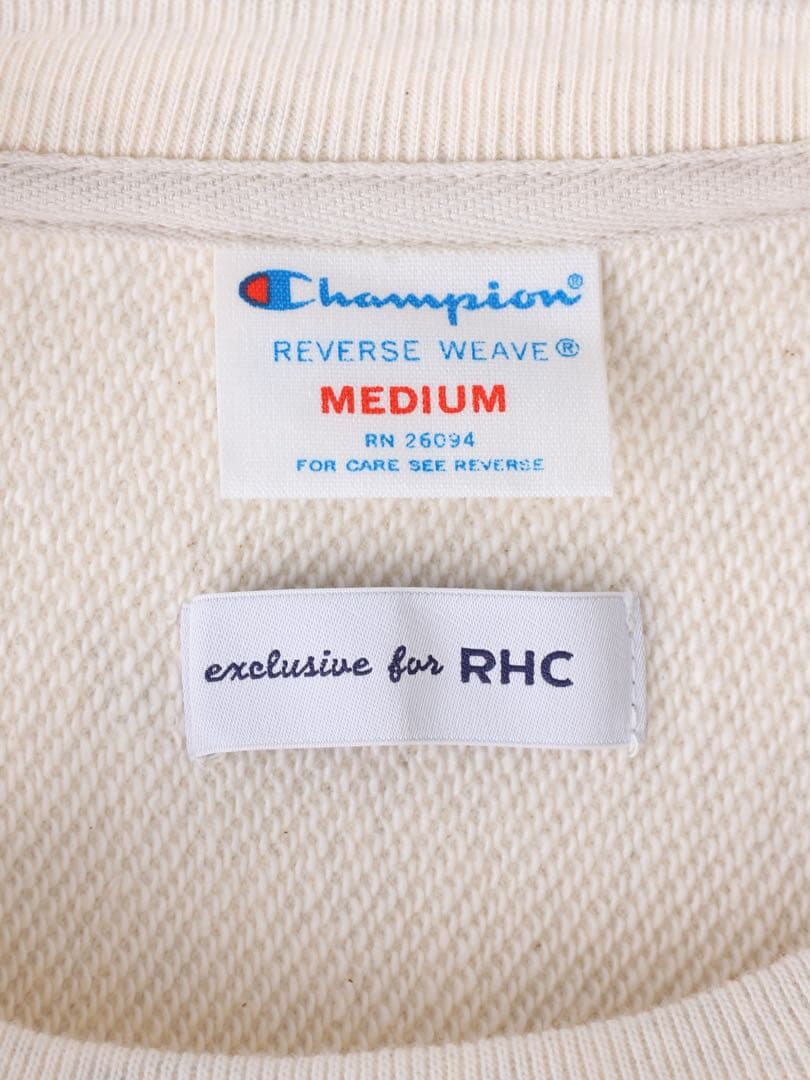 Champion®
REVERSE WEAVE®
MEDIUM
RN 26094
FOR CARE SEE REVERSE
exclusive for RHC